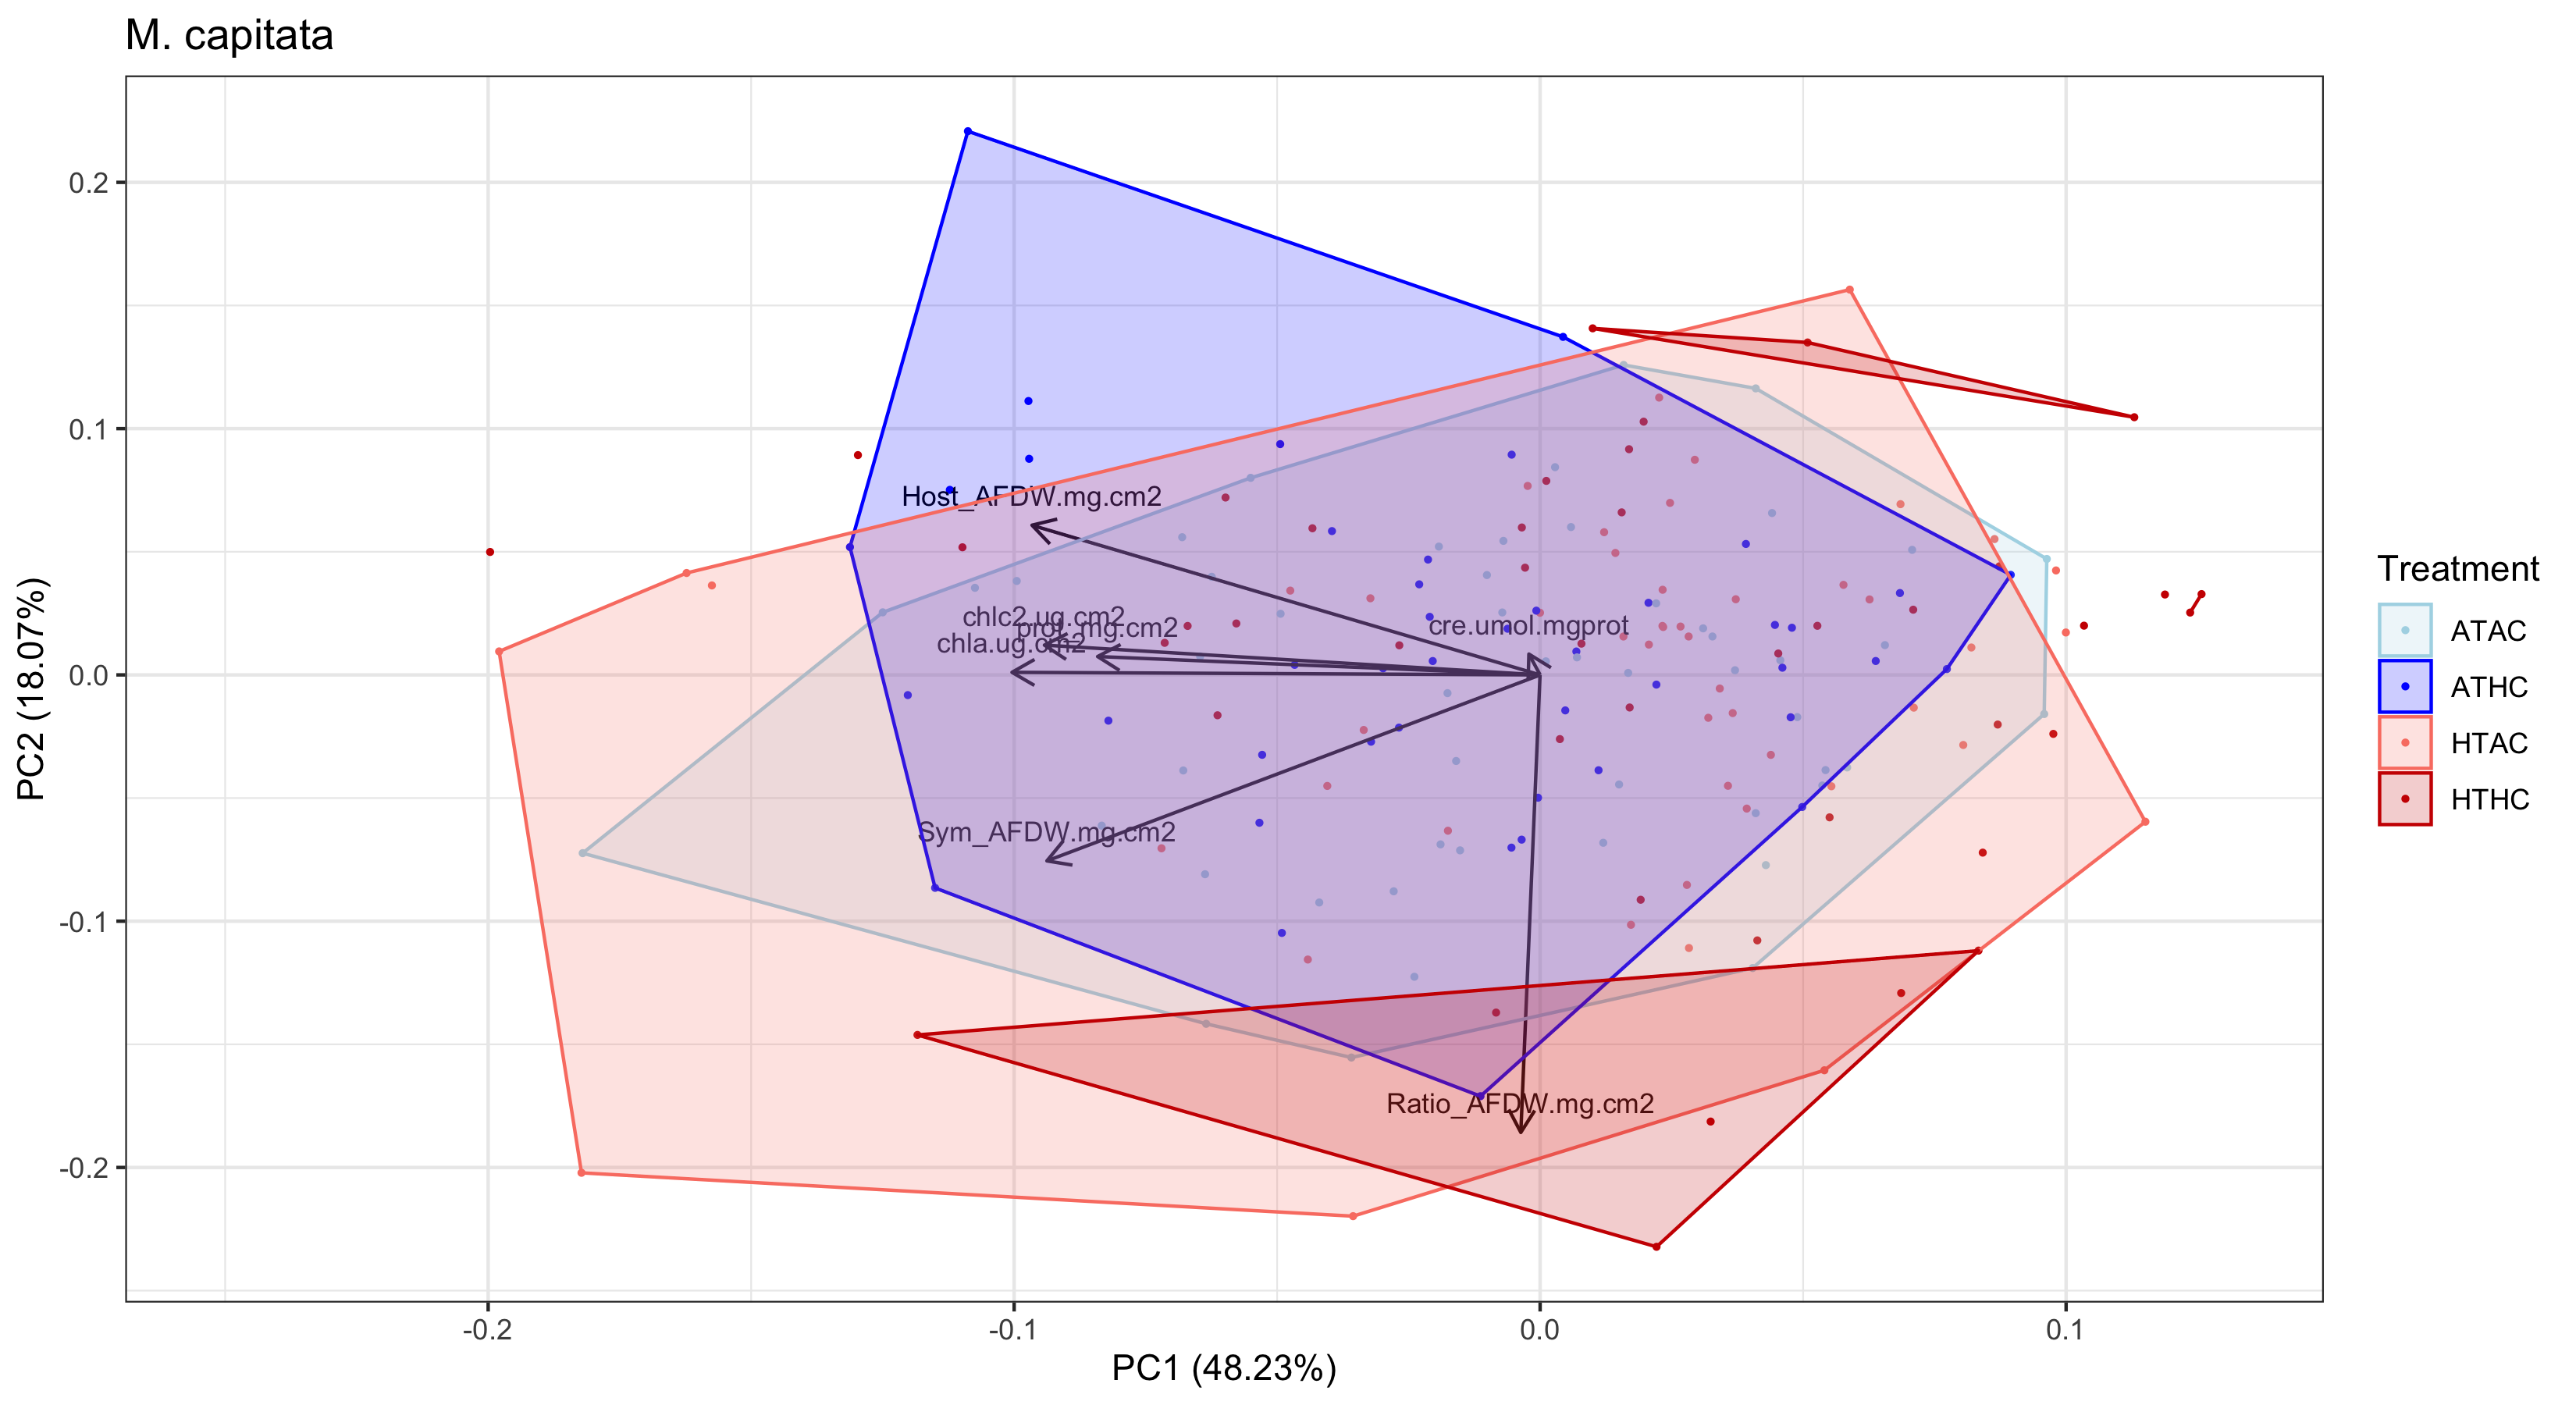 M. capitata
0.2
0.1
0.0
-0.1
-0.2
PC2 (18.07%)
Host_AFDW.mg.cm2
chlc2.ug.cm2
prot_mg.cm2
chla.ug.cm2
cre.umol.mgprot
Sym_AFDW.mg.cm2
Ratio_AFDW.mg.cm2
-0.2
-0.1
0.0
0.1
PC1 (48.23%)
Treatment
ATAC
ATHC
HTAC
HTHC